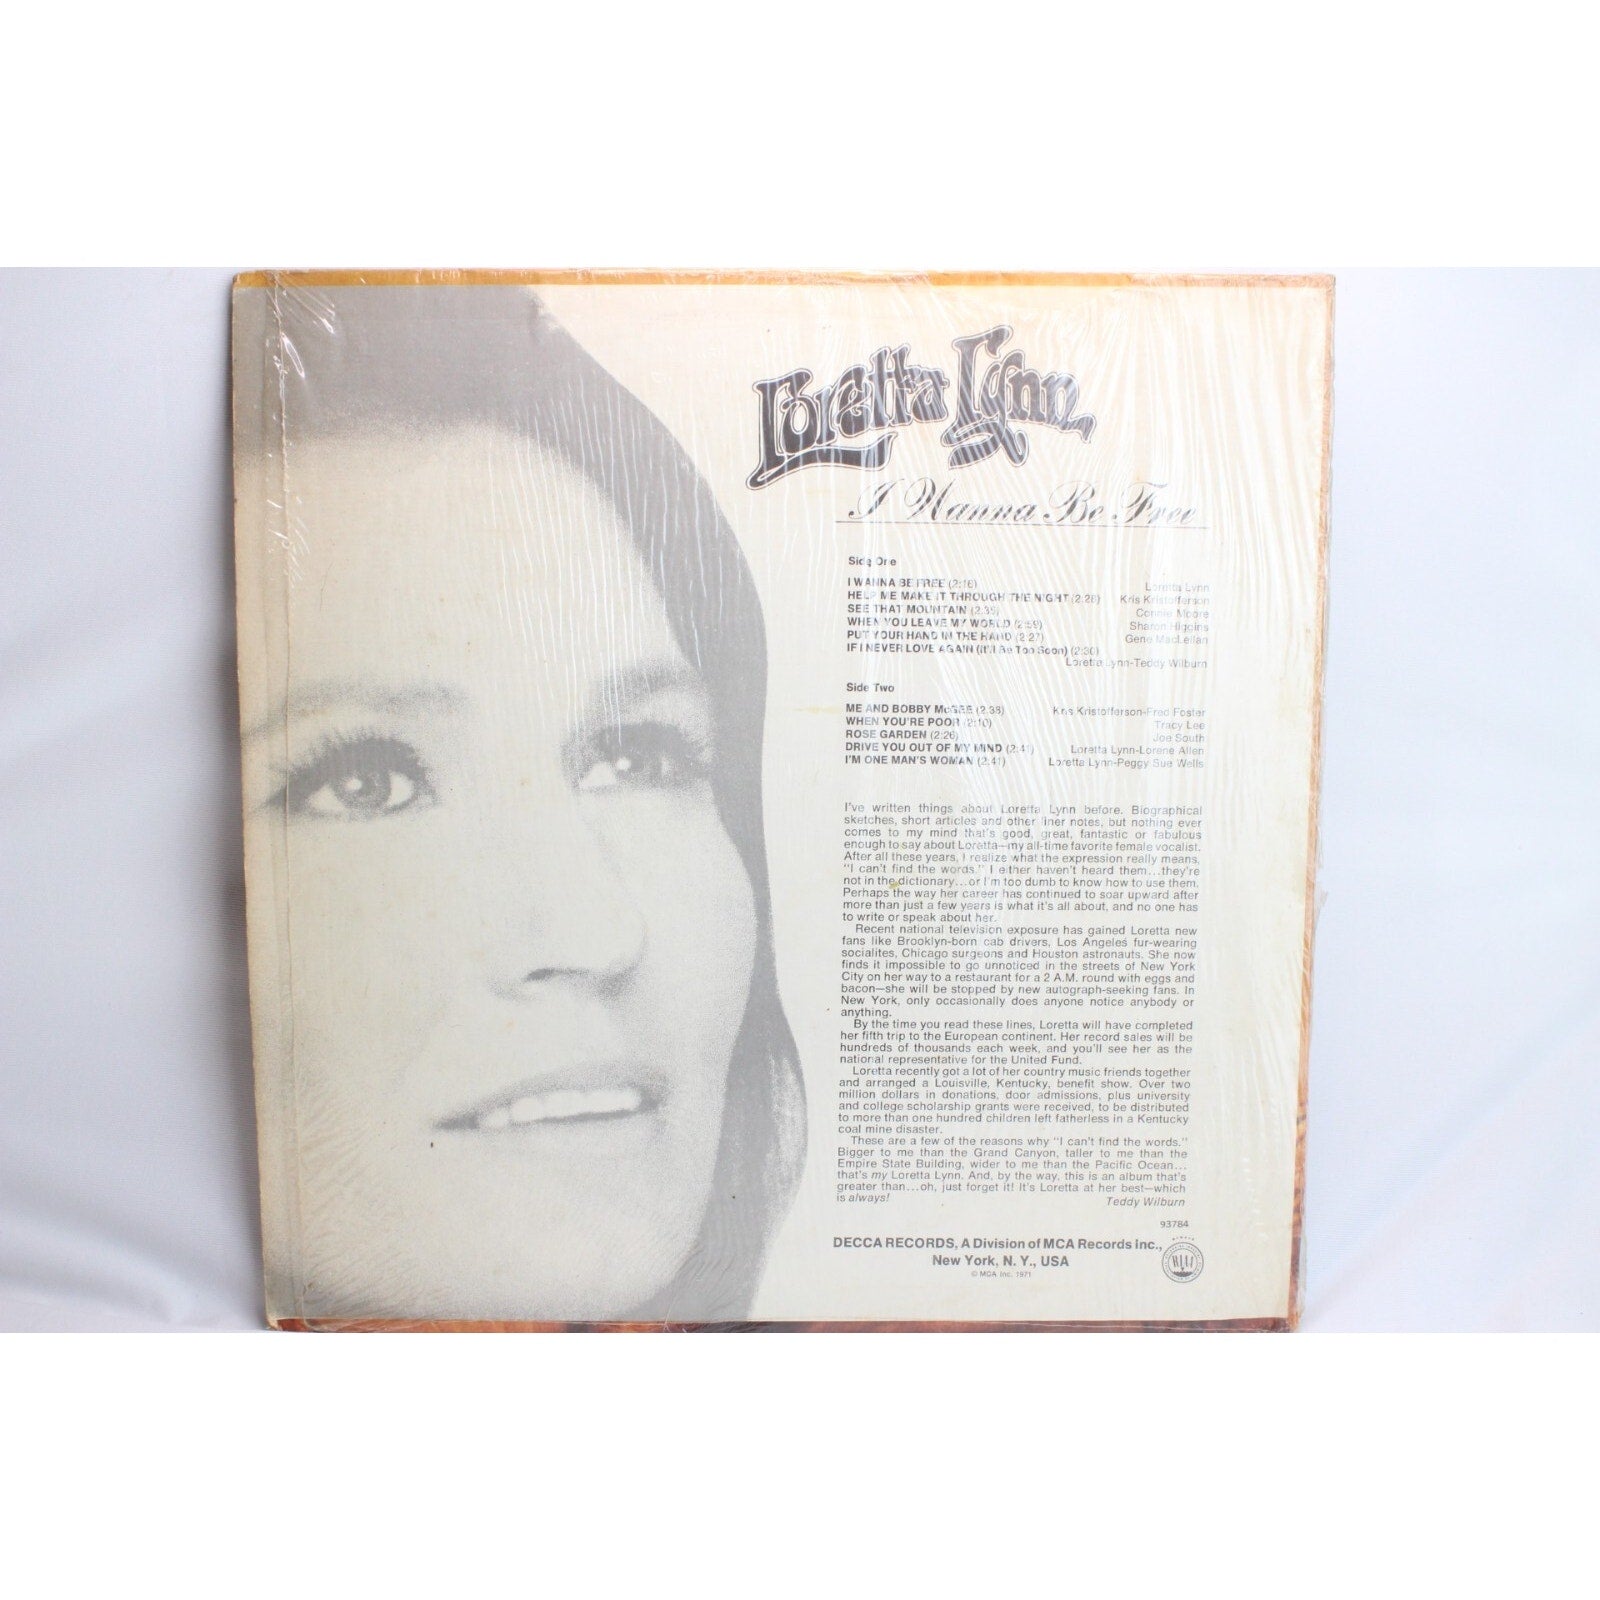 Loretta Lynn
I Wanna Be Free
Side One
I WANNA BE FREE (2:16) Loretta Lynn
HELP ME MAKE IT THROUGH THE NIGHT (2:28) Kris Kristofferson
SEE THAT MOUNTAIN (2:35) Connie Moore
WHEN YOU LEAVE MY WORLD (2:59) Sharon Higgins
PUT YOUR HAND IN THE HAND (2:27) Gene MacLellan
IF I NEVER LOVE AGAIN (It'll Be Too Soon) (2:30)
Loretta Lynn-Teddy Wilburn
Side Two
ME AND BOBBY McGEE (2:38) Kris Kristofferson-Fred Foster
WHEN YOU'RE POOR (2:10) Tracy Lee
ROSE GARDEN (2:26) Joe South
DRIVE YOU OUT OF MY MIND (2:41) Loretta Lynn-Lorene Allen
I'M ONE MAN'S WOMAN (2:41) Loretta Lynn-Peggy Sue Wells
I've written things about Loretta Lynn before. Biographical
sketches, short articles and other liner notes, but nothing ever
comes to my mind that's good, great, fantastic or fabulous
enough to say about Loretta—my all-time favorite female vocalist.
After all these years, I realize what the expression really means,
"I can't find the words." I either haven't heard them...they're
not in the dictionary...or I'm too dumb to know how to use them.
Perhaps the way her career has continued to soar upward after
more than just a few years is what it's all about, and no one has
to write or speak about her.
Recent national television exposure has gained Loretta new
fans like Brooklyn-born cab drivers, Los Angeles fur-wearing
socialites, Chicago surgeons and Houston astronauts. She now
finds it impossible to go unnoticed in the streets of New York
City on her way to a restaurant for a 2 A.M. round with eggs and
bacon—she will be stopped by new autograph-seeking fans. In
New York, only occasionally does anyone notice anybody or
anything.
By the time you read these lines, Loretta will have completed
her fifth trip to the European continent. Her record sales will be
hundreds of thousands each week, and you'll see her as the
national representative for the United Fund.
Loretta recently got a lot of her country music friends together
and arranged a Louisville, Kentucky, benefit show. Over two
million dollars in donations, door admissions, plus university
and college scholarship grants were received, to be distributed
to more than one hundred children left fatherless in a Kentucky
coal mine disaster.
These are a few of the reasons why "I can't find the words."
Bigger to me than the Grand Canyon, taller to me than the
Empire State Building, wider to me than the Pacific Ocean...
that's my Loretta Lynn. And, by the way, this is an album that's
greater than...oh, just forget it! It's Loretta at her best—which
is always! Teddy Wilburn
93784
DECCA RECORDS, A Division of MCA Records Inc.,
New York, N. Y., USA
© MCA Inc. 1971
RIAA